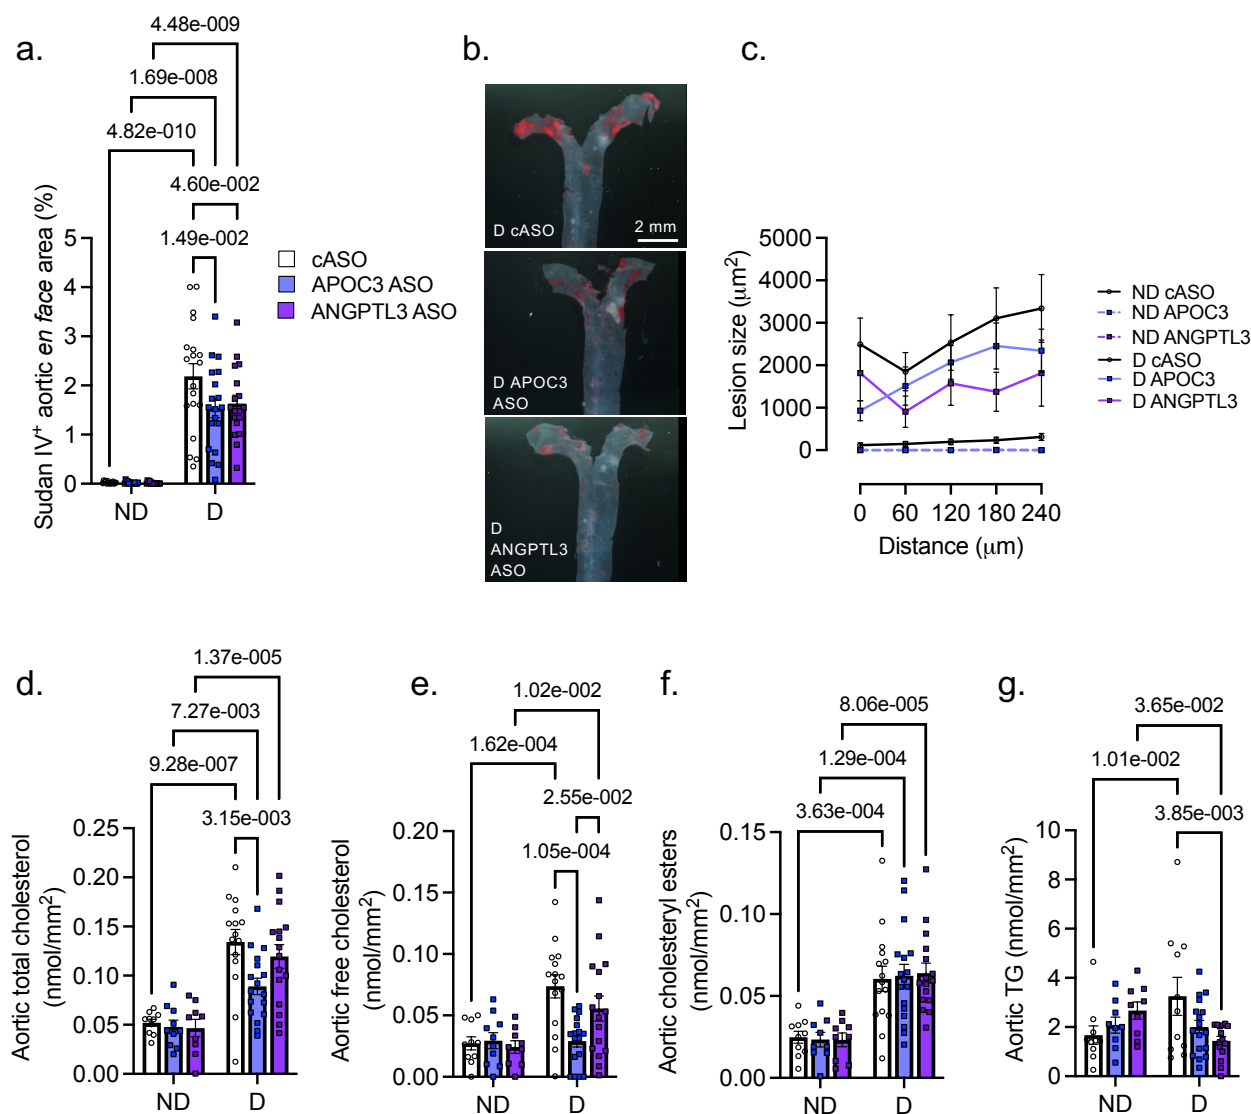 a.
4.48e-009
1.69e-008
4.82e-010
4.60e-002
1.49e-002
Sudan IV+ aortic en face area (%)
5
4
3
2
1
0
ND
D
cASO
APOC3 ASO
ANGPTL3 ASO
b.
D cASO
2 mm
D APOC3
ASO
D
ANGPTL3
ASO
c.
Lesion size (μm²)
5000
4000
3000
2000
1000
0
0 60 120 180 240
Distance (μm)
ND cASO
ND APOC3
ND ANGPTL3
D cASO
D APOC3
D ANGPTL3
d.
1.37e-005
7.27e-003
9.28e-007
3.15e-003
Aortic total cholesterol
(nmol/mm²)
0.25
0.20
0.15
0.10
0.05
0.00
ND
D
e.
1.02e-002
1.62e-004
2.55e-002
1.05e-004
Aortic free cholesterol
(nmol/mm²)
0.20
0.15
0.10
0.05
0.00
ND
D
f.
8.06e-005
1.29e-004
3.63e-004
Aortic cholesteryl esters
(nmol/mm²)
0.15
0.10
0.05
0.00
ND
D
g.
3.65e-002
1.01e-002
3.85e-003
Aortic TG (nmol/mm²)
10
8
6
4
2
0
ND
D